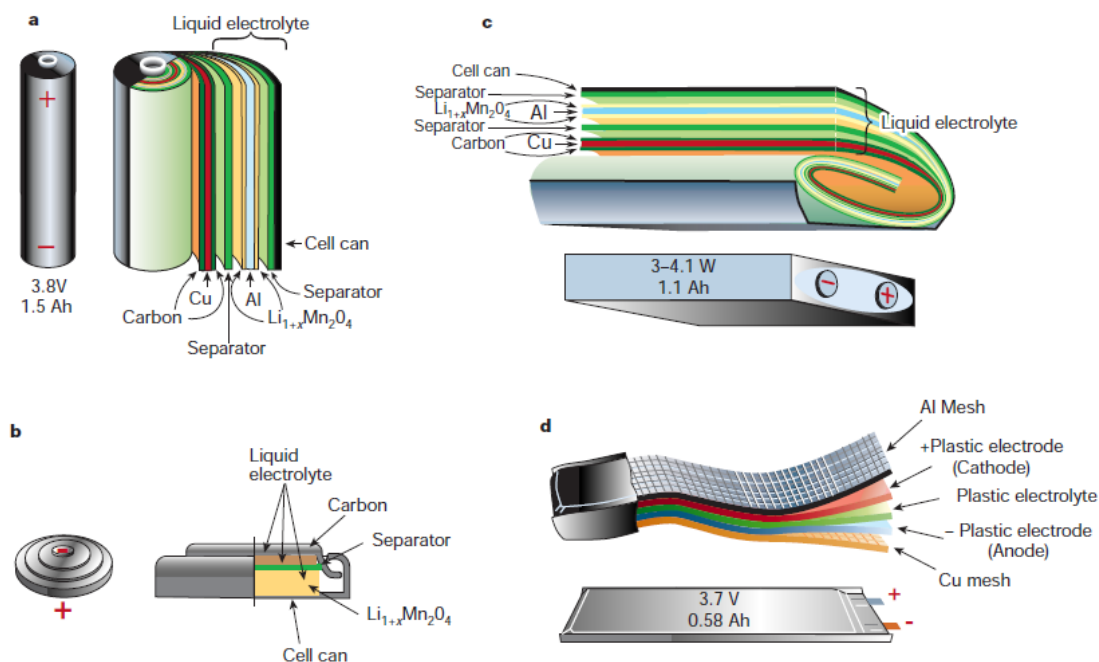 a
Liquid electrolyte
+
−
3.8V
1.5 Ah
Cell can
Separator
Cu
Al
Carbon
Li1+xMn2O4
Separator
c
Cell can
Separator
Li1+xMn2O4
Al
Separator
Carbon
Cu
Liquid electrolyte
3–4.1 W
1.1 Ah
−
+
b
Liquid
electrolyte
Carbon
Separator
Li1+xMn2O4
Cell can
+
d
Al Mesh
+Plastic electrode
(Cathode)
Plastic electrolyte
− Plastic electrode
(Anode)
Cu mesh
3.7 V
0.58 Ah
+
-